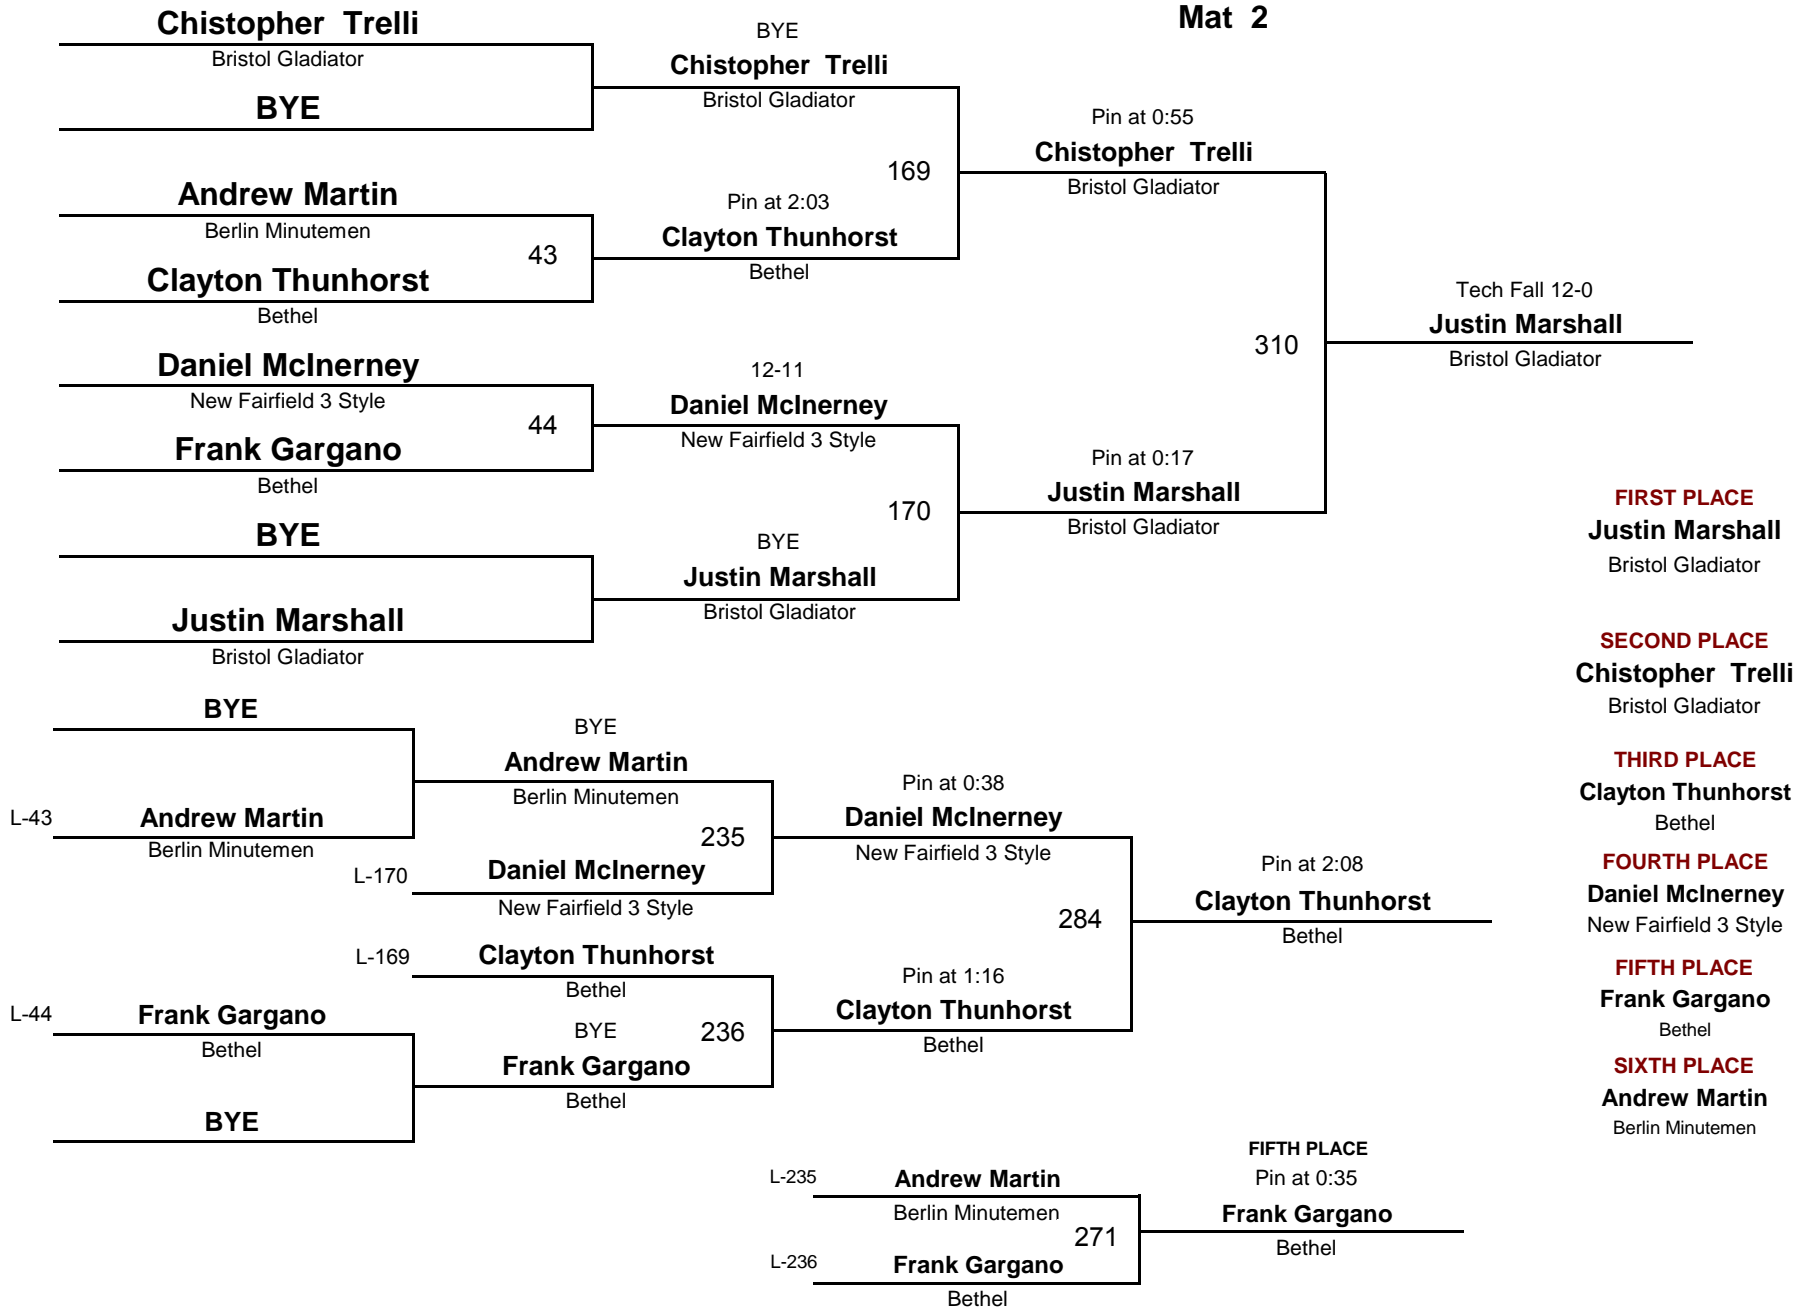 Mat  2
Chistopher  Trelli
Bristol Gladiator
BYE
Andrew Martin
Berlin Minutemen
43
Clayton Thunhorst
Bethel
Daniel McInerney
New Fairfield 3 Style
44
Frank Gargano
Bethel
BYE
Justin Marshall
Bristol Gladiator
BYE
Chistopher  Trelli
Bristol Gladiator
169
Pin at 2:03
Clayton Thunhorst
Bethel
12-11
Daniel McInerney
New Fairfield 3 Style
170
BYE
Justin Marshall
Bristol Gladiator
Pin at 0:55
Chistopher  Trelli
Bristol Gladiator
310
Pin at 0:17
Justin Marshall
Bristol Gladiator
Tech Fall 12-0
Justin Marshall
Bristol Gladiator
BYE
L-43
Andrew Martin
Berlin Minutemen
L-44
Frank Gargano
Bethel
BYE
BYE
Andrew Martin
Berlin Minutemen
235
L-170
Daniel McInerney
New Fairfield 3 Style
L-169
Clayton Thunhorst
Bethel
BYE
236
Frank Gargano
Bethel
Pin at 0:38
Daniel McInerney
New Fairfield 3 Style
284
Pin at 1:16
Clayton Thunhorst
Bethel
Pin at 2:08
Clayton Thunhorst
Bethel
L-235
Andrew Martin
Berlin Minutemen
271
L-236
Frank Gargano
Bethel
FIFTH PLACE
Pin at 0:35
Frank Gargano
Bethel
FIRST PLACE
Justin Marshall
Bristol Gladiator
SECOND PLACE
Chistopher  Trelli
Bristol Gladiator
THIRD PLACE
Clayton Thunhorst
Bethel
FOURTH PLACE
Daniel McInerney
New Fairfield 3 Style
FIFTH PLACE
Frank Gargano
Bethel
SIXTH PLACE
Andrew Martin
Berlin Minutemen